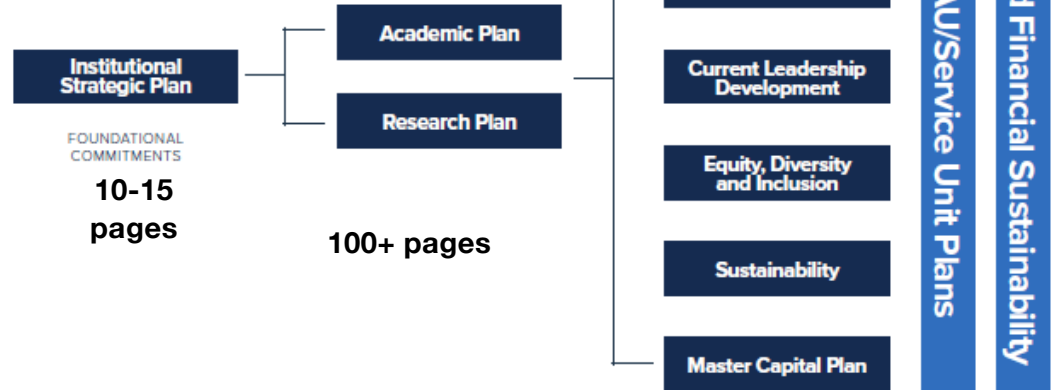 Institutional
Strategic Plan
FOUNDATIONAL
COMMITMENTS
10-15
pages
Academic Plan
Research Plan
100+ pages
Current Leadership
Development
Equity, Diversity
and Inclusion
Sustainability
Master Capital Plan
AU/Service Unit Plans
Financial Sustainability